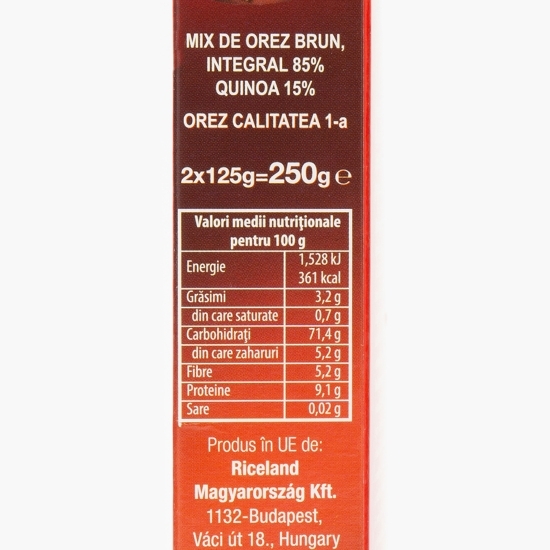 MIX DE OREZ BRUN,
INTEGRAL 85%
QUINOA 15%
OREZ CALITATEA 1-a
2x125g=250g ℮
Valori medii nutriţionale
pentru 100 g
Energie 1,528 kJ
361 kcal
Grăsimi 3,2 g
din care saturate 0,7 g
Carbohidraţi 71,4 g
din care zaharuri 5,2 g
Fibre 5,2 g
Proteine 9,1 g
Sare 0,02 g
Produs în UE de:
Riceland
Magyarország Kft.
1132-Budapest,
Váci út 18., Hungary